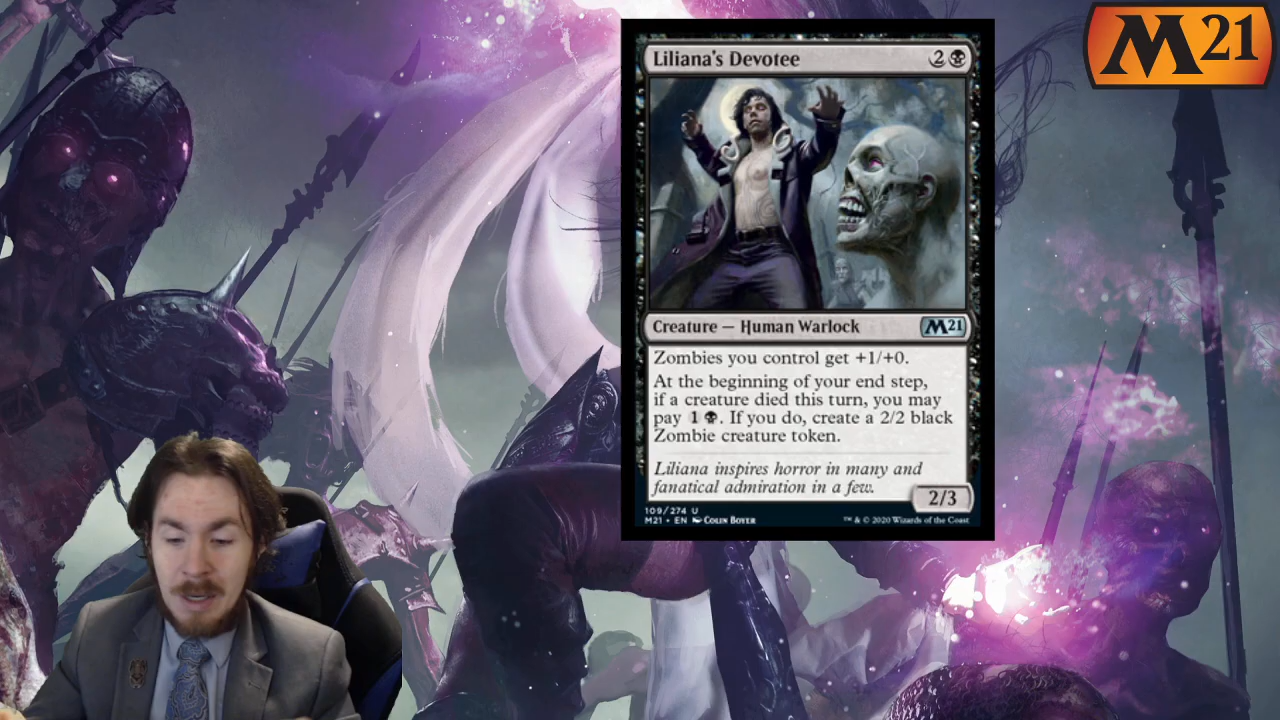 Liliana's Devotee 2
M21
Creature — Human Warlock M21
Zombies you control get +1/+0.
At the beginning of your end step,
if a creature died this turn, you may
pay 1 . If you do, create a 2/2 black
Zombie creature token.
Liliana inspires horror in many and
fanatical admiration in a few.
2/3
109/274 U
M21 • EN Colin Boyer
™ & © 2020 Wizards of the Coast